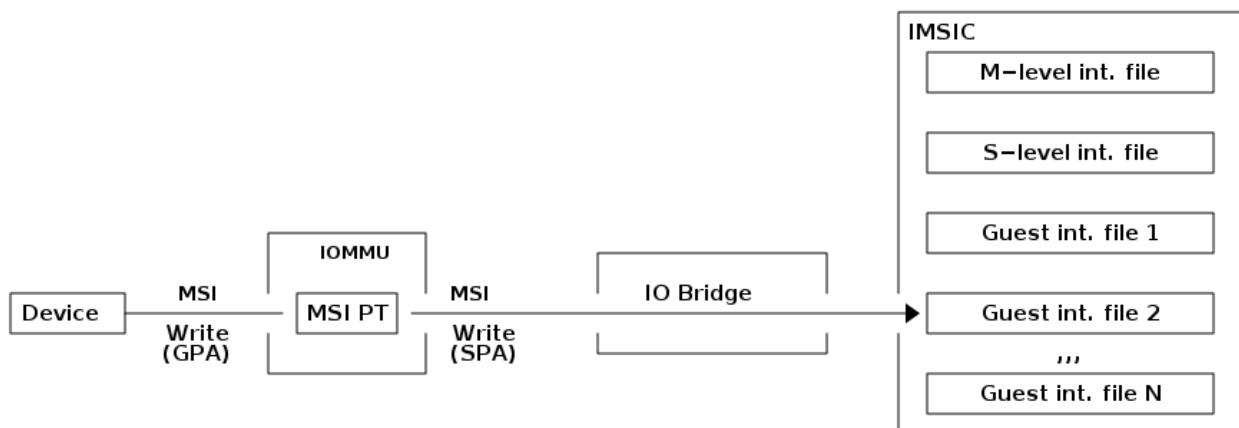 IMSIC
M−level int. file
S−level int. file
Guest int. file 1
IOMMU
Device
MSI
Write
(GPA)
MSI PT
MSI
Write
(SPA)
IO Bridge
Guest int. file 2
,,,
Guest int. file N